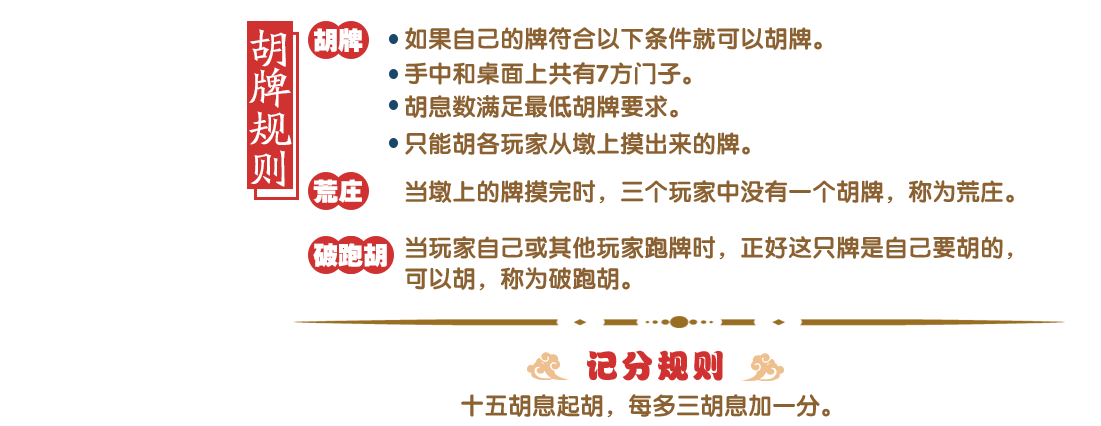 胡牌规则
胡牌
如果自己的牌符合以下条件就可以胡牌。
手中和桌面上共有7方门子。
胡息数满足最低胡牌要求。
只能胡各玩家从墩上摸出来的牌。
荒庄
当墩上的牌摸完时，三个玩家中没有一个胡牌，称为荒庄。
破跑胡
当玩家自己或其他玩家跑牌时，正好这只牌是自己要胡的，
可以胡，称为破跑胡。
记分规则
十五胡息起胡，每多三胡息加一分。